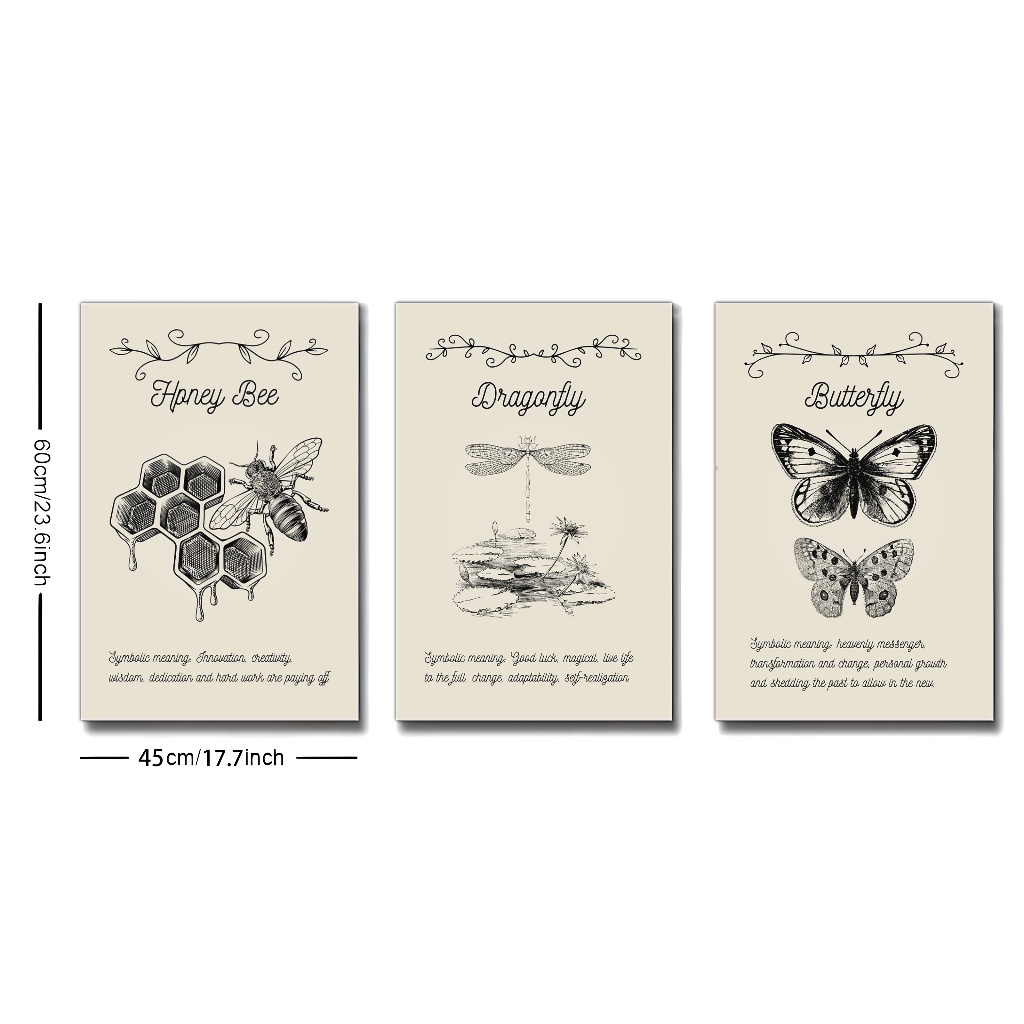 Honey Bee
Symbolic meaning: Innovation, creativity,
wisdom, dedication and hard work are paying off
Dragonfly
Symbolic meaning: Good luck, magical, live life
to the full, change, adaptability, self-realization
Butterfly
Symbolic meaning: heavenly messenger,
transformation and change, personal growth
and shedding the past to allow in the new.
60cm/23.6inch
45cm/17.7inch